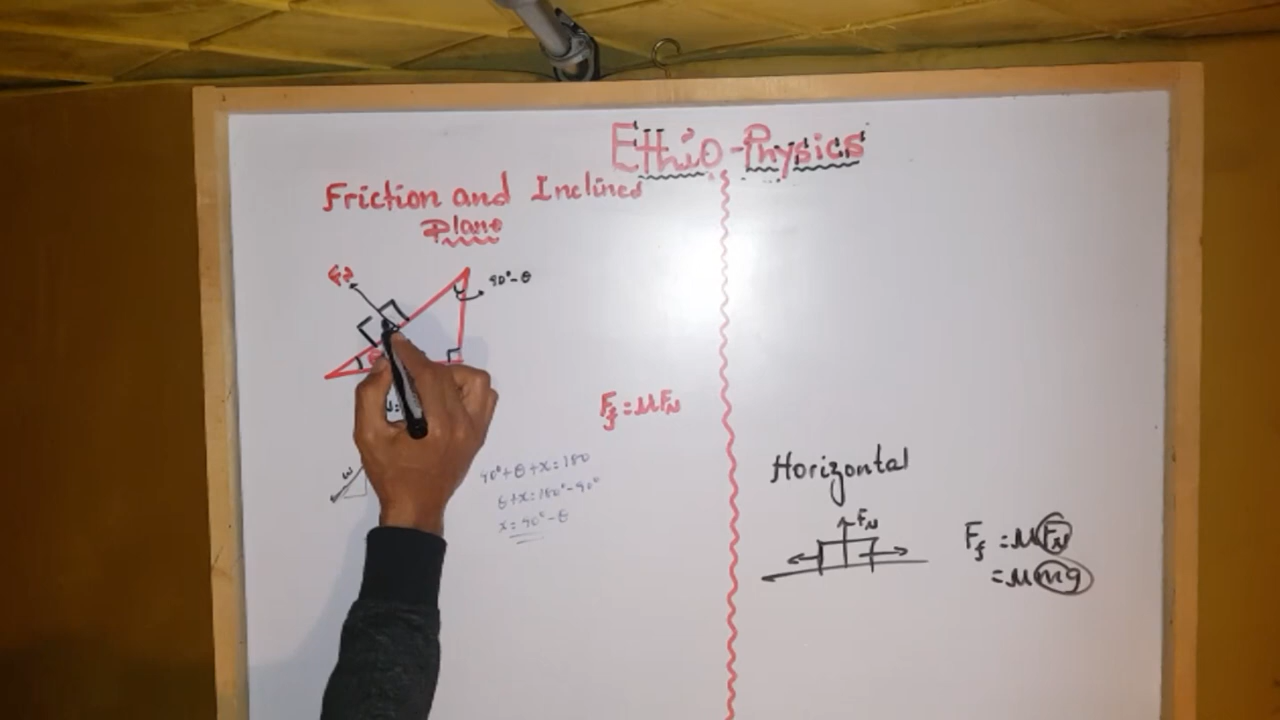 Ethio-Physics
Friction and Inclined
Plane
90°-θ
θ
Ff=μFN
90°+θ+x=180
θ+x=180°-90°
x=90°-θ
Horizontal
FN
Ff=μFN
=μmg